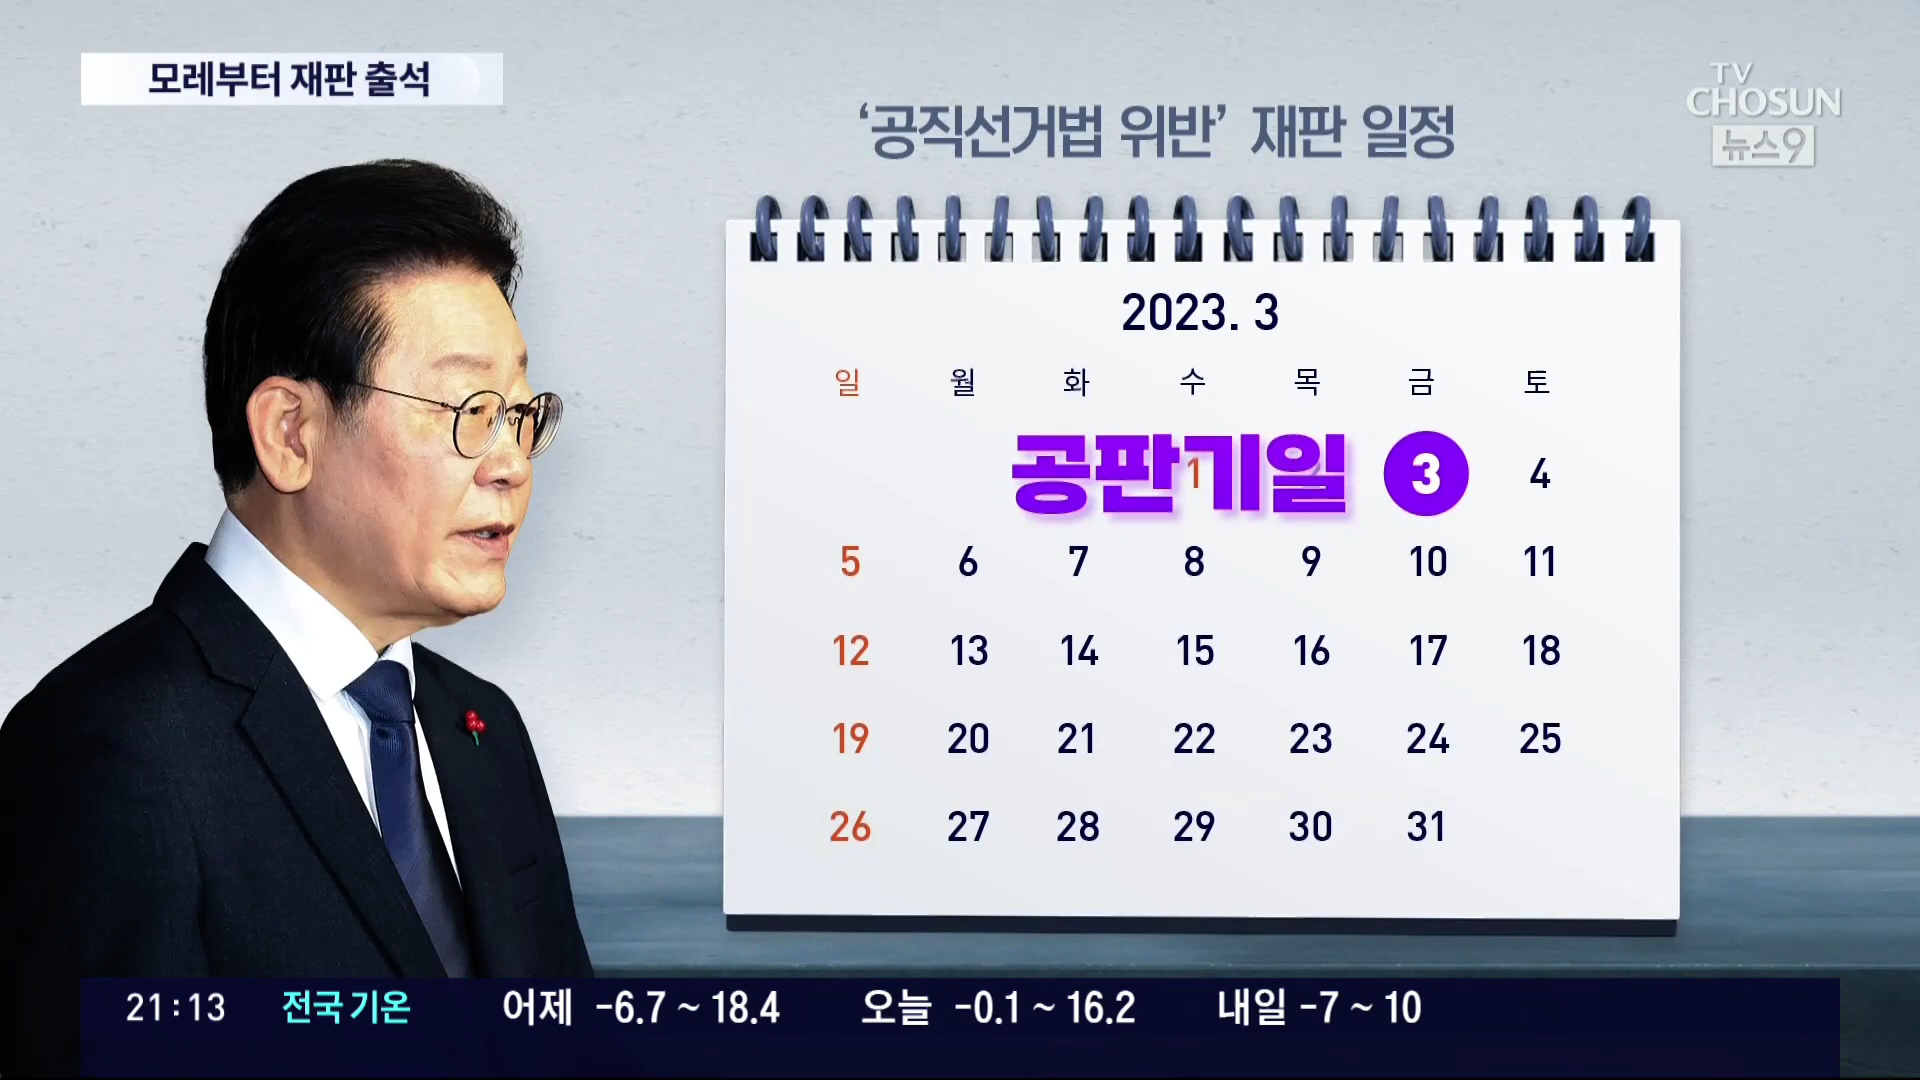 모레부터 재판 출석
TV
CHOSUN
뉴스9
‘공직선거법 위반’ 재판 일정
2023. 3
일 월 화 수 목 금 토
공판기일 1 3 4
5 6 7 8 9 10 11
12 13 14 15 16 17 18
19 20 21 22 23 24 25
26 27 28 29 30 31
21:13 전국 기온 어제 -6.7 ~ 18.4 오늘 -0.1 ~ 16.2 내일 -7 ~ 10